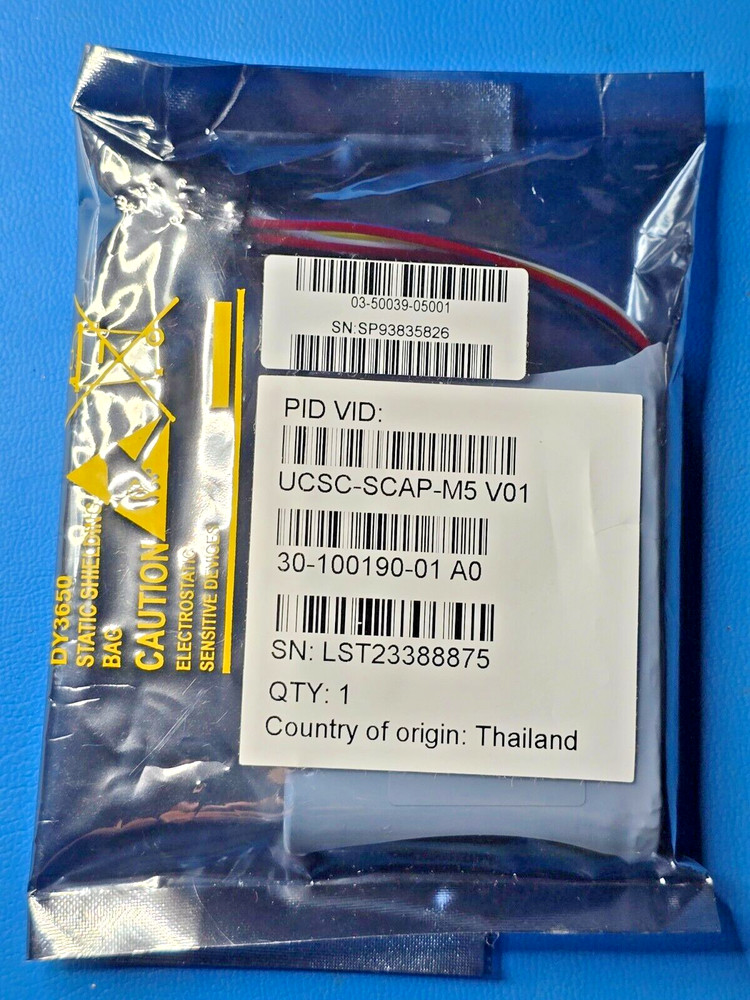 03-50039-05001
SN:SP93835826
PID VID:
UCSC-SCAP-M5 V01
30-100190-01 A0
SN: LST23388875
QTY: 1
Country of origin: Thailand
DY3650
STATIC SHIELDING
BAG
CAUTION
ELECTROSTATIC
SENSITIVE DEVICES